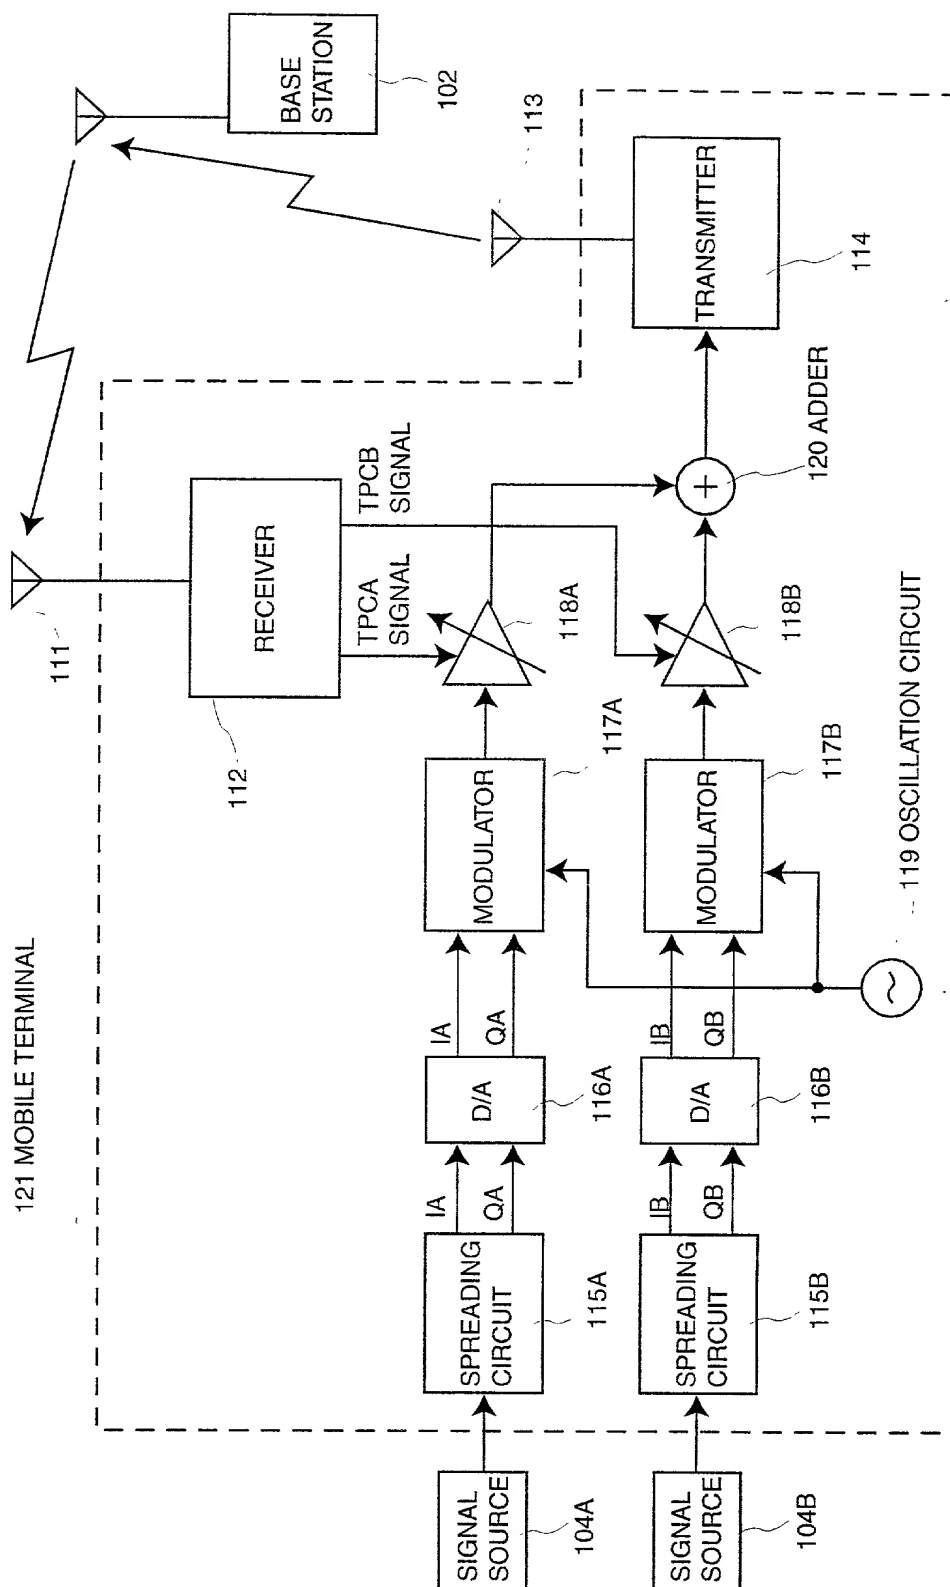 121 MOBILE TERMINAL
111
BASE
STATION
102
113
RECEIVER
112
TPCA
SIGNAL
TPCB
SIGNAL
TRANSMITTER
114
SIGNAL
SOURCE
104A
SPREADING
CIRCUIT
115A
IA
QA
D/A
116A
IA
QA
MODULATOR
117A
118A
SIGNAL
SOURCE
104B
SPREADING
CIRCUIT
115B
IB
QB
D/A
116B
IB
QB
MODULATOR
117B
118B
+
120 ADDER
~
119 OSCILLATION CIRCUIT